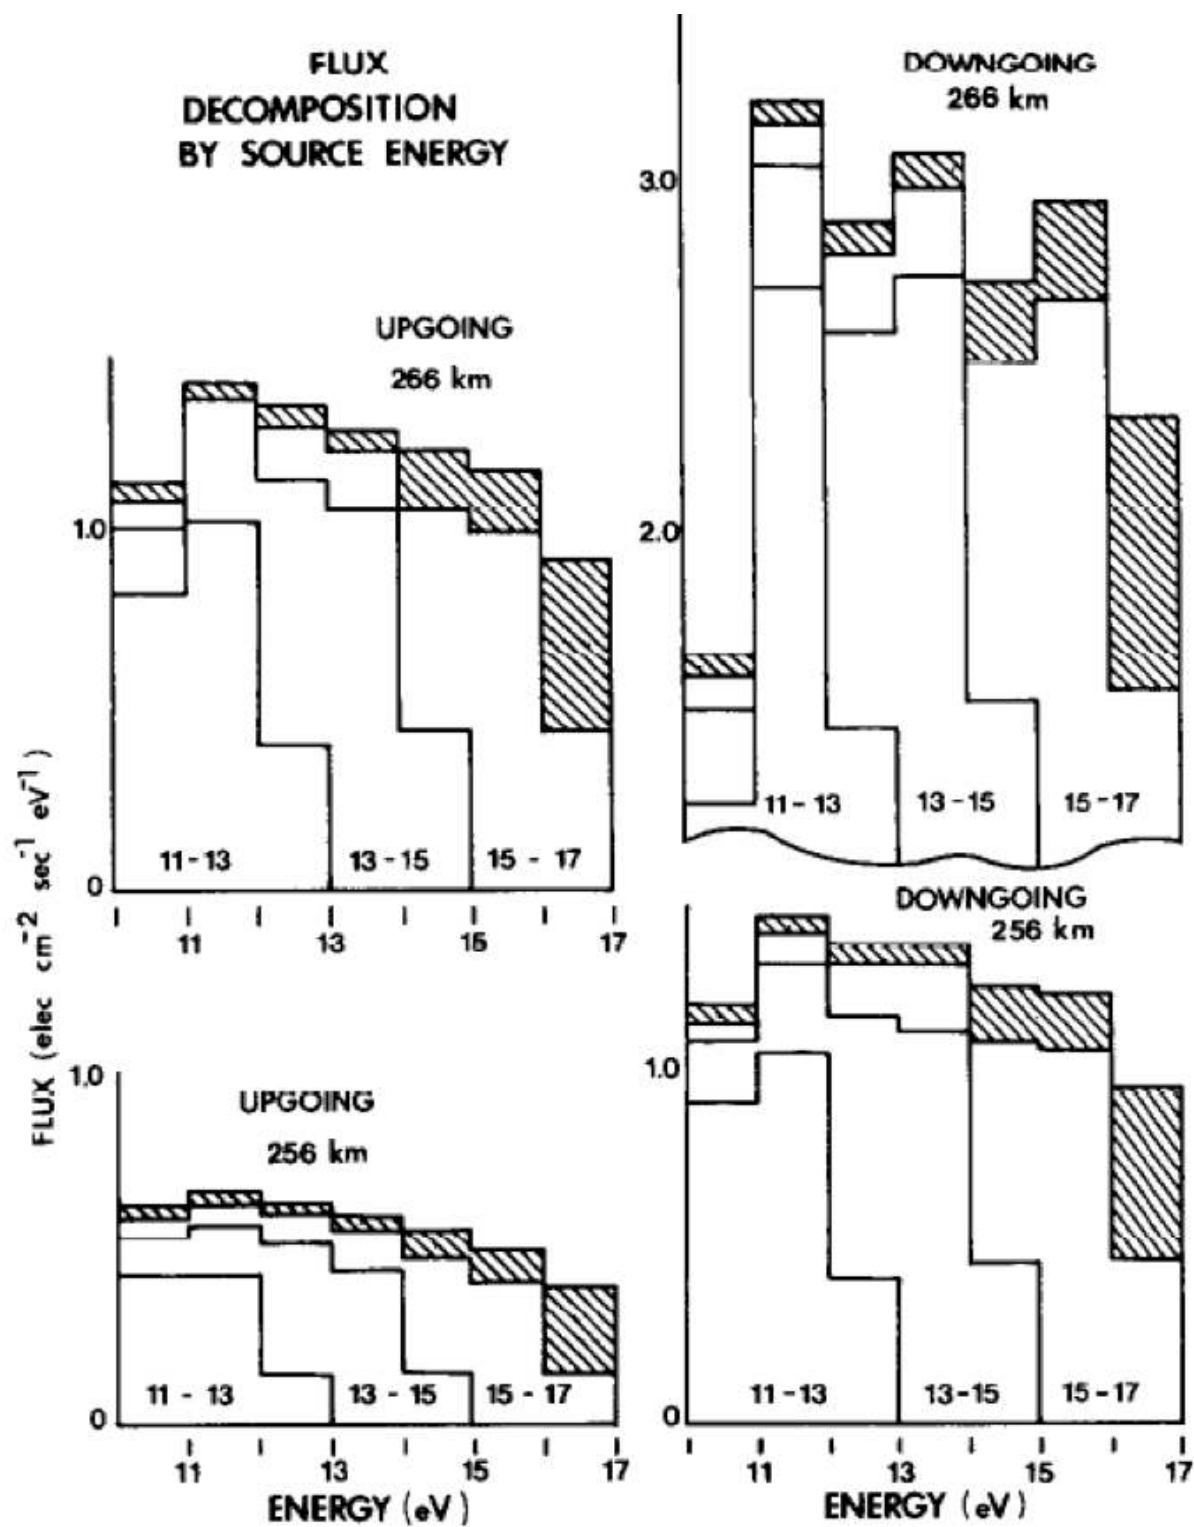 FLUX
DECOMPOSITION
BY SOURCE ENERGY
UPGOING
266 km
1.0
0
11-13
13-15
15 - 17
11
13
15
17
DOWNGOING
266 km
3.0
2.0
11-13
13-15
15-17
FLUX (elec cm⁻² sec⁻¹ eV⁻¹)
UPGOING
256 km
1.0
0
11 - 13
13-15
15-17
11
13
15
17
ENERGY (eV)
DOWNGOING
256 km
1.0
0
11-13
13-15
15-17
11
13
15
17
ENERGY (eV)